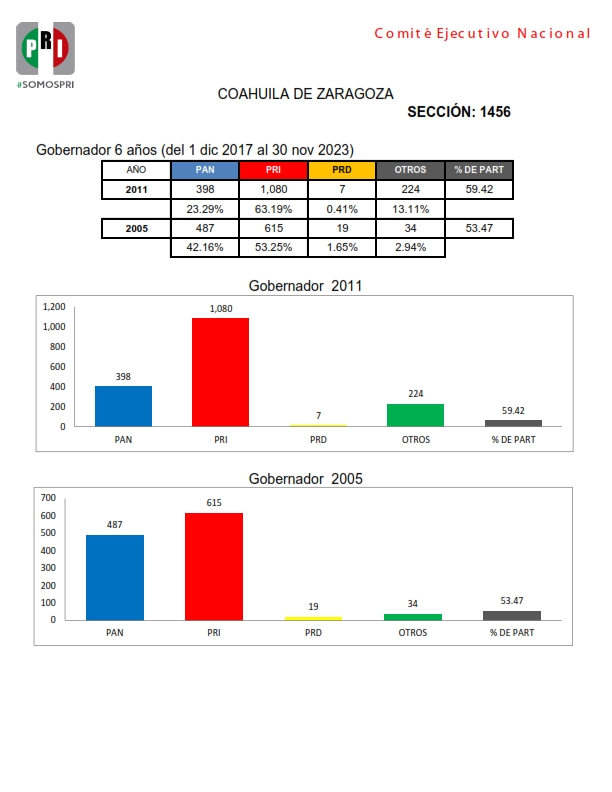 PRI
#SOMOSPRI
Comité Ejecutivo Nacional
COAHUILA DE ZARAGOZA
SECCIÓN: 1456
Gobernador 6 años (del 1 dic 2017 al 30 nov 2023)
AÑO PAN PRI PRD OTROS % DE PART
2011 398 1,080 7 224 59.42
23.29% 63.19% 0.41% 13.11%
2005 487 615 19 34 53.47
42.16% 53.25% 1.65% 2.94%
Gobernador 2011
1,200
1,000
800
600
400
200
0
398
1,080
7
224
59.42
PAN PRI PRD OTROS % DE PART
Gobernador 2005
700
600
500
400
300
200
100
0
487
615
19
34
53.47
PAN PRI PRD OTROS % DE PART